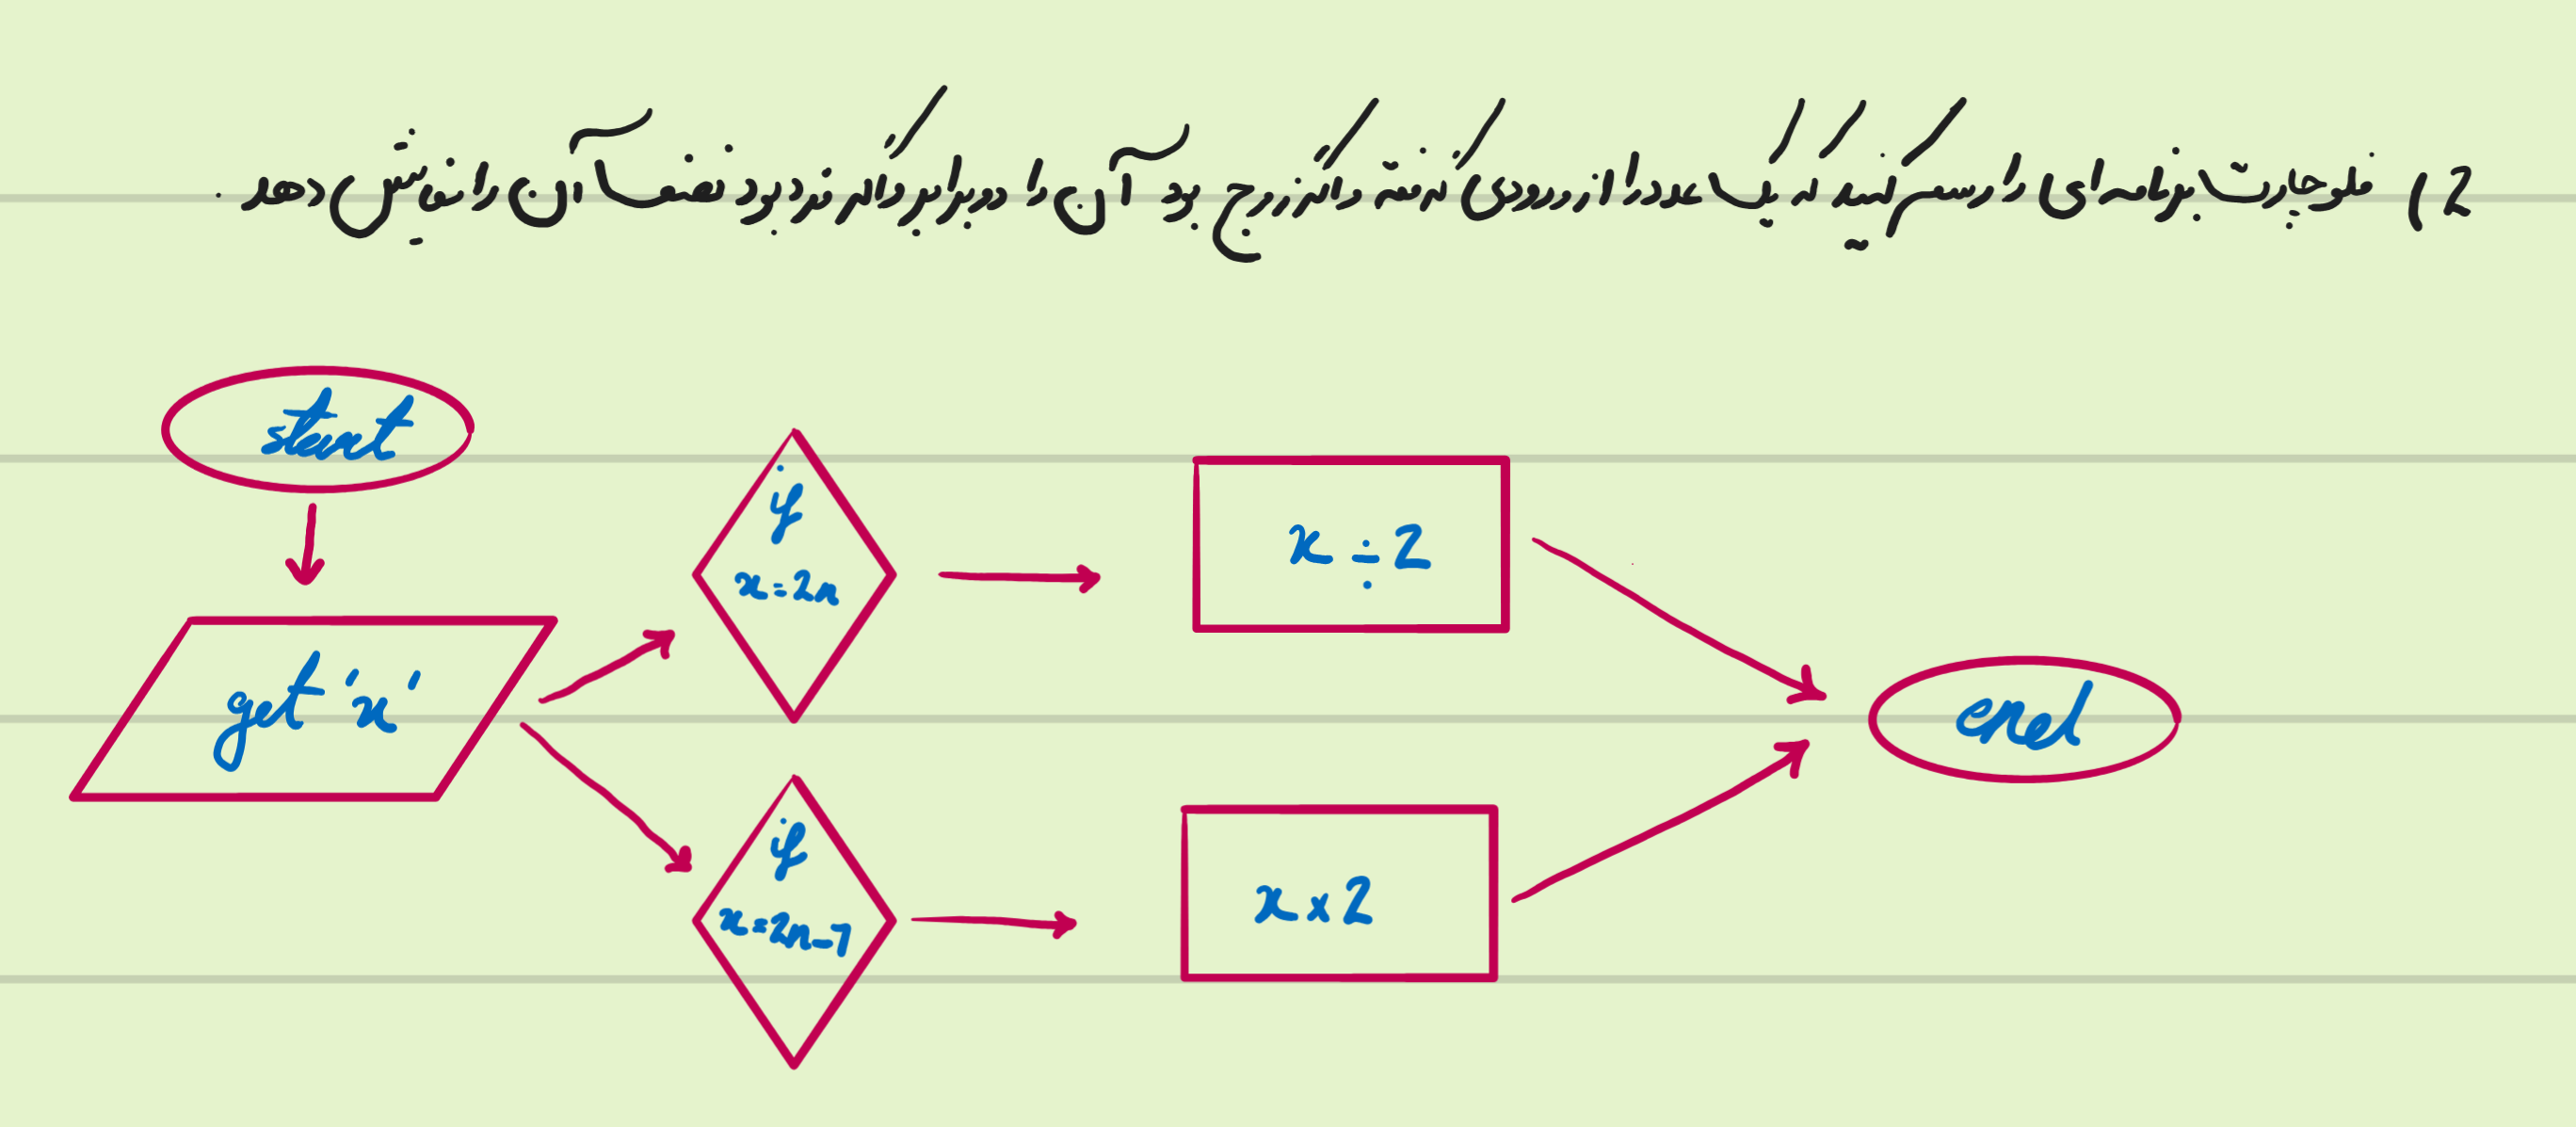 2) فلوچارت برنامه ای را رسم کنید که یک عدد را از ورودی گرفته و اگر زوج بود آن را دو برابر و اگر فرد بود نصف آن را نمایش دهد .
start
if
x=2n
x÷2
get 'x'
end
if
x=2n-1
x×2